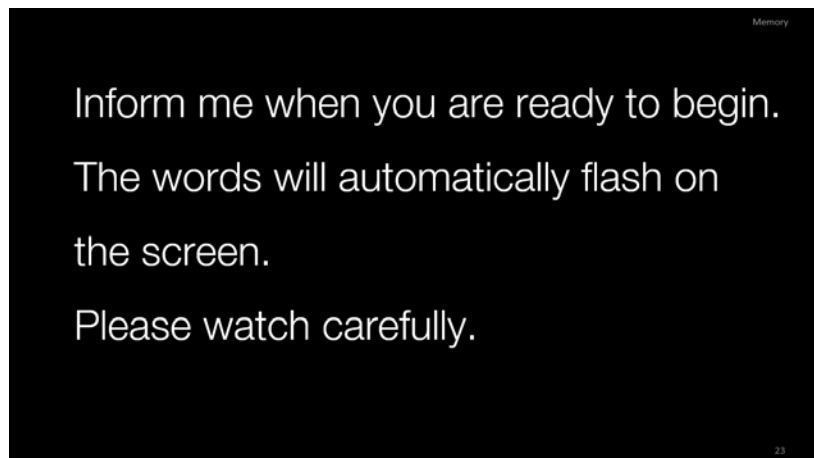 Memory
Inform me when you are ready to begin.
The words will automatically flash on
the screen.
Please watch carefully.
23